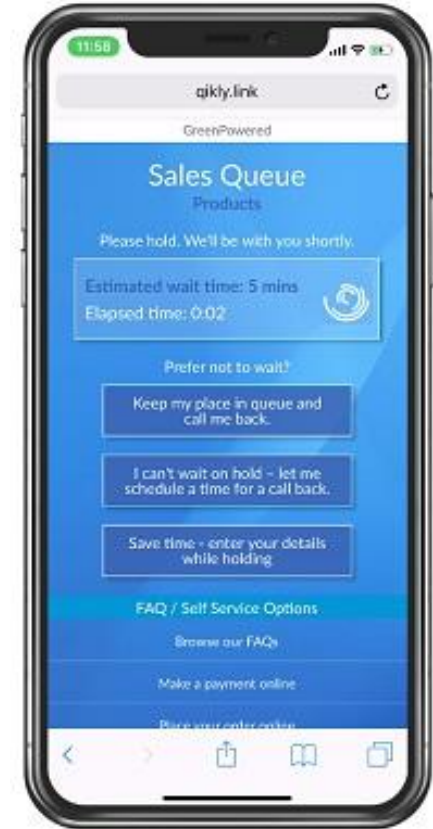 11:58
qikly.link
GreenPowered
Sales Queue
Products
Please hold. We'll be with you shortly.
Estimated wait time: 5 mins
Elapsed time: 0:02
Prefer not to wait?
Keep my place in queue and
call me back.
I can't wait on hold – let me
schedule a time for a call back.
Save time - enter your details
while holding
FAQ / Self Service Options
Browse our FAQs
Make a payment online
Place your order online